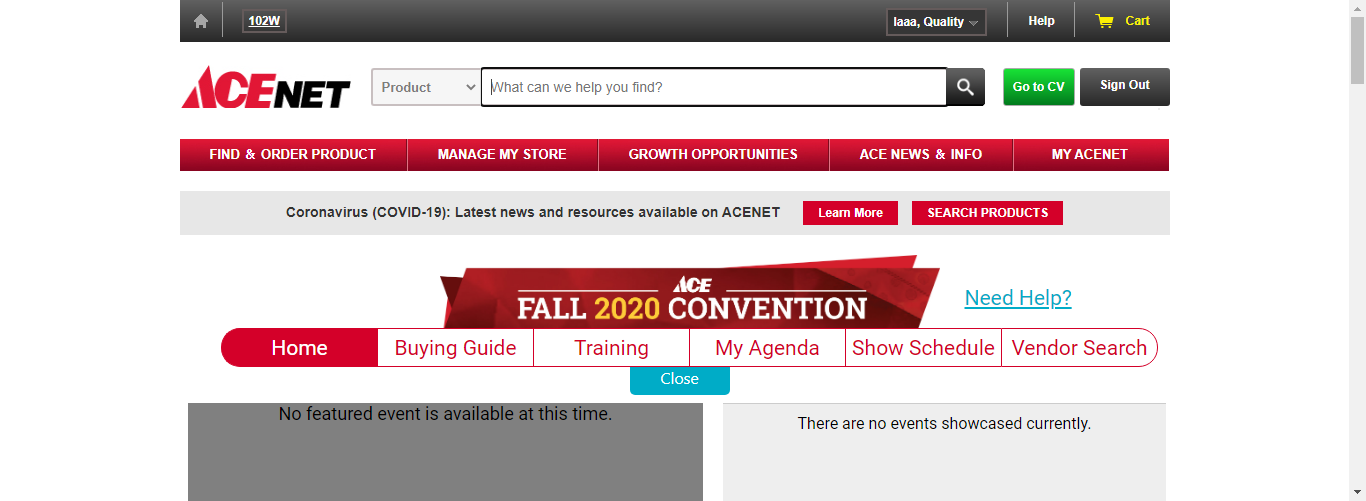 102W
Iaaa, Quality
Help
Cart
ACENET
Product
What can we help you find?
Go to CV
Sign Out
FIND & ORDER PRODUCT
MANAGE MY STORE
GROWTH OPPORTUNITIES
ACE NEWS & INFO
MY ACENET
Coronavirus (COVID-19): Latest news and resources available on ACENET
Learn More
SEARCH PRODUCTS
ACE
FALL 2020 CONVENTION
Need Help?
Home
Buying Guide
Training
My Agenda
Show Schedule
Vendor Search
Close
No featured event is available at this time.
There are no events showcased currently.